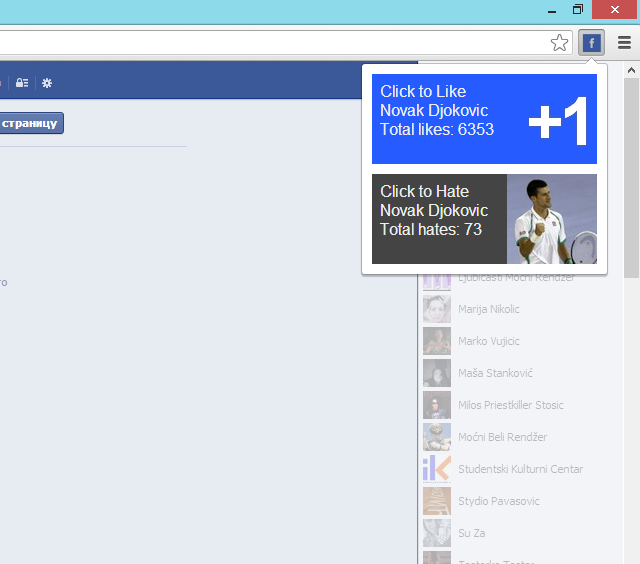 f
страницу
Click to Like
Novak Djokovic
Total likes: 6353
+1
Click to Hate
Novak Djokovic
Total hates: 73
Ljubicasti Mocni Rendzer
Marija Nikolic
Marko Vujicic
Maša Stanković
Milos Priestkiller Stosic
Moćni Beli Rendžer
Studentski Kulturni Centar
Stydio Pavasovic
Su Za